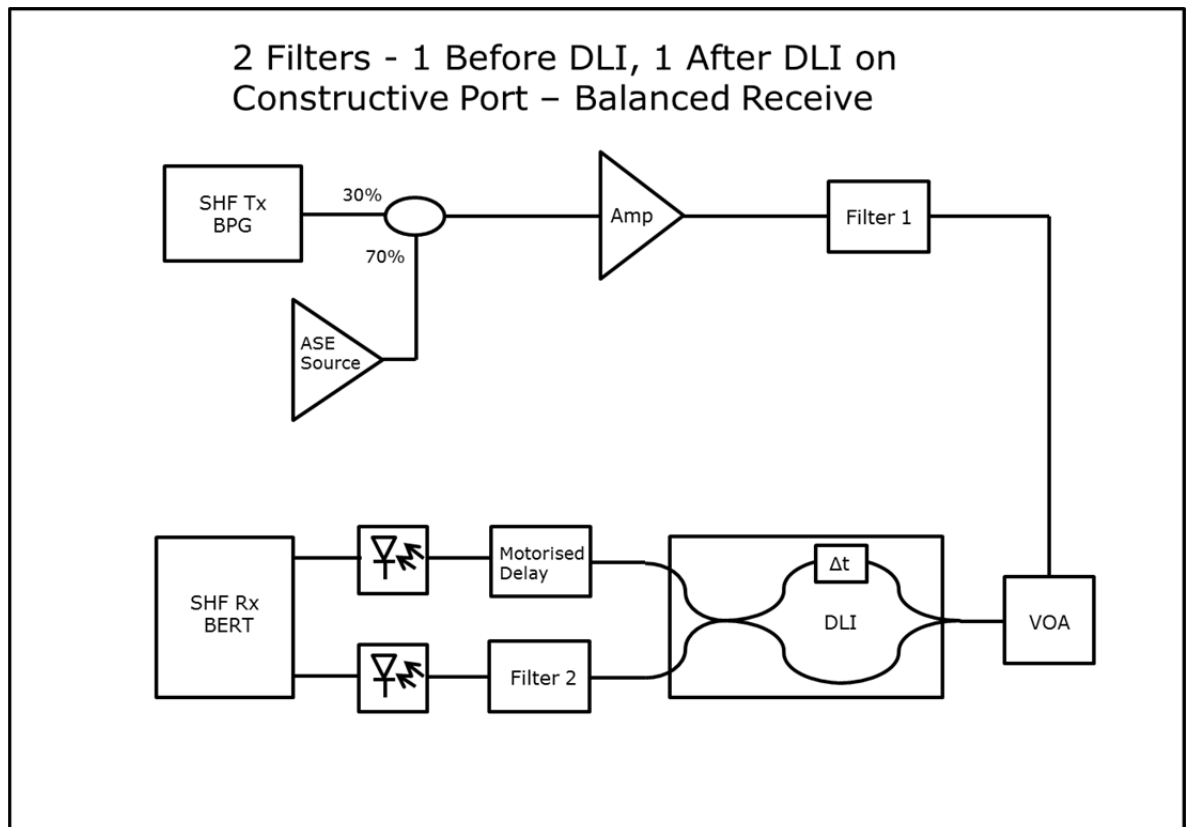 2 Filters - 1 Before DLI, 1 After DLI on
Constructive Port – Balanced Receive
SHF Tx
BPG
30%
70%
ASE
Source
Amp
Filter 1
SHF Rx
BERT
Motorised
Delay
Filter 2
Δt
DLI
VOA